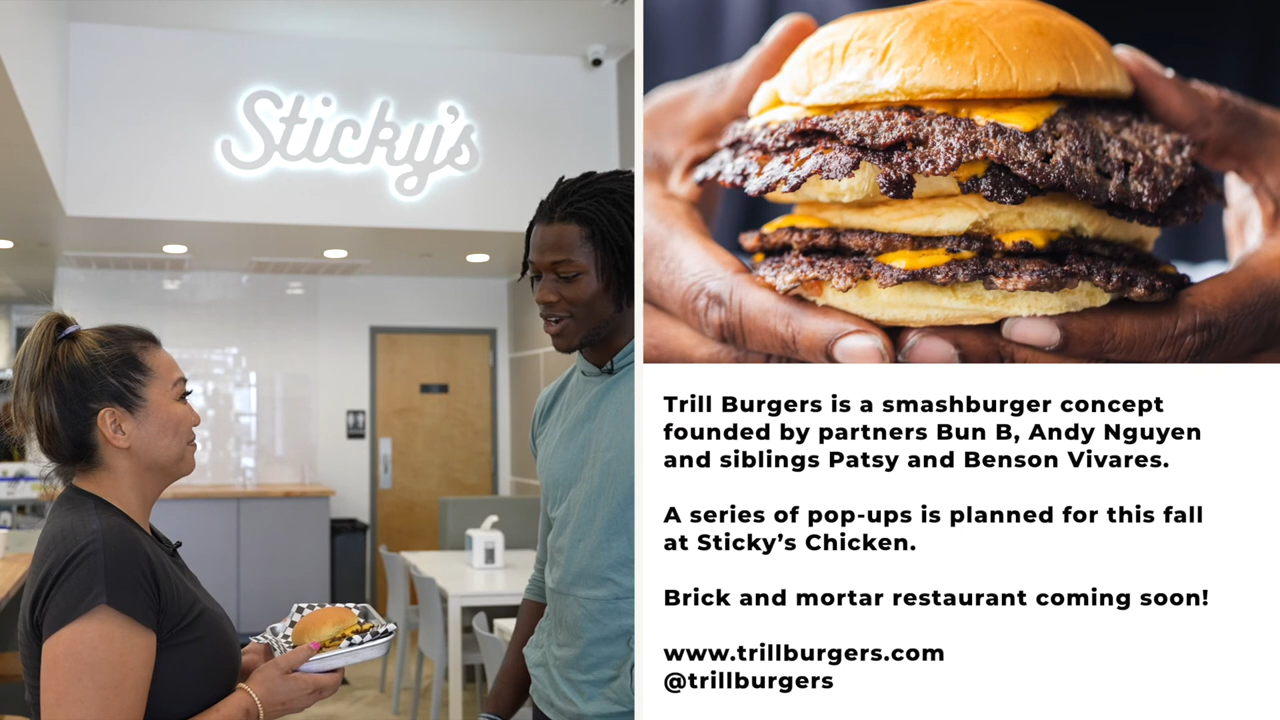 Sticky's
Trill Burgers is a smashburger concept
founded by partners Bun B, Andy Nguyen
and siblings Patsy and Benson Vivares.
A series of pop-ups is planned for this fall
at Sticky’s Chicken.
Brick and mortar restaurant coming soon!
www.trillburgers.com
@trillburgers